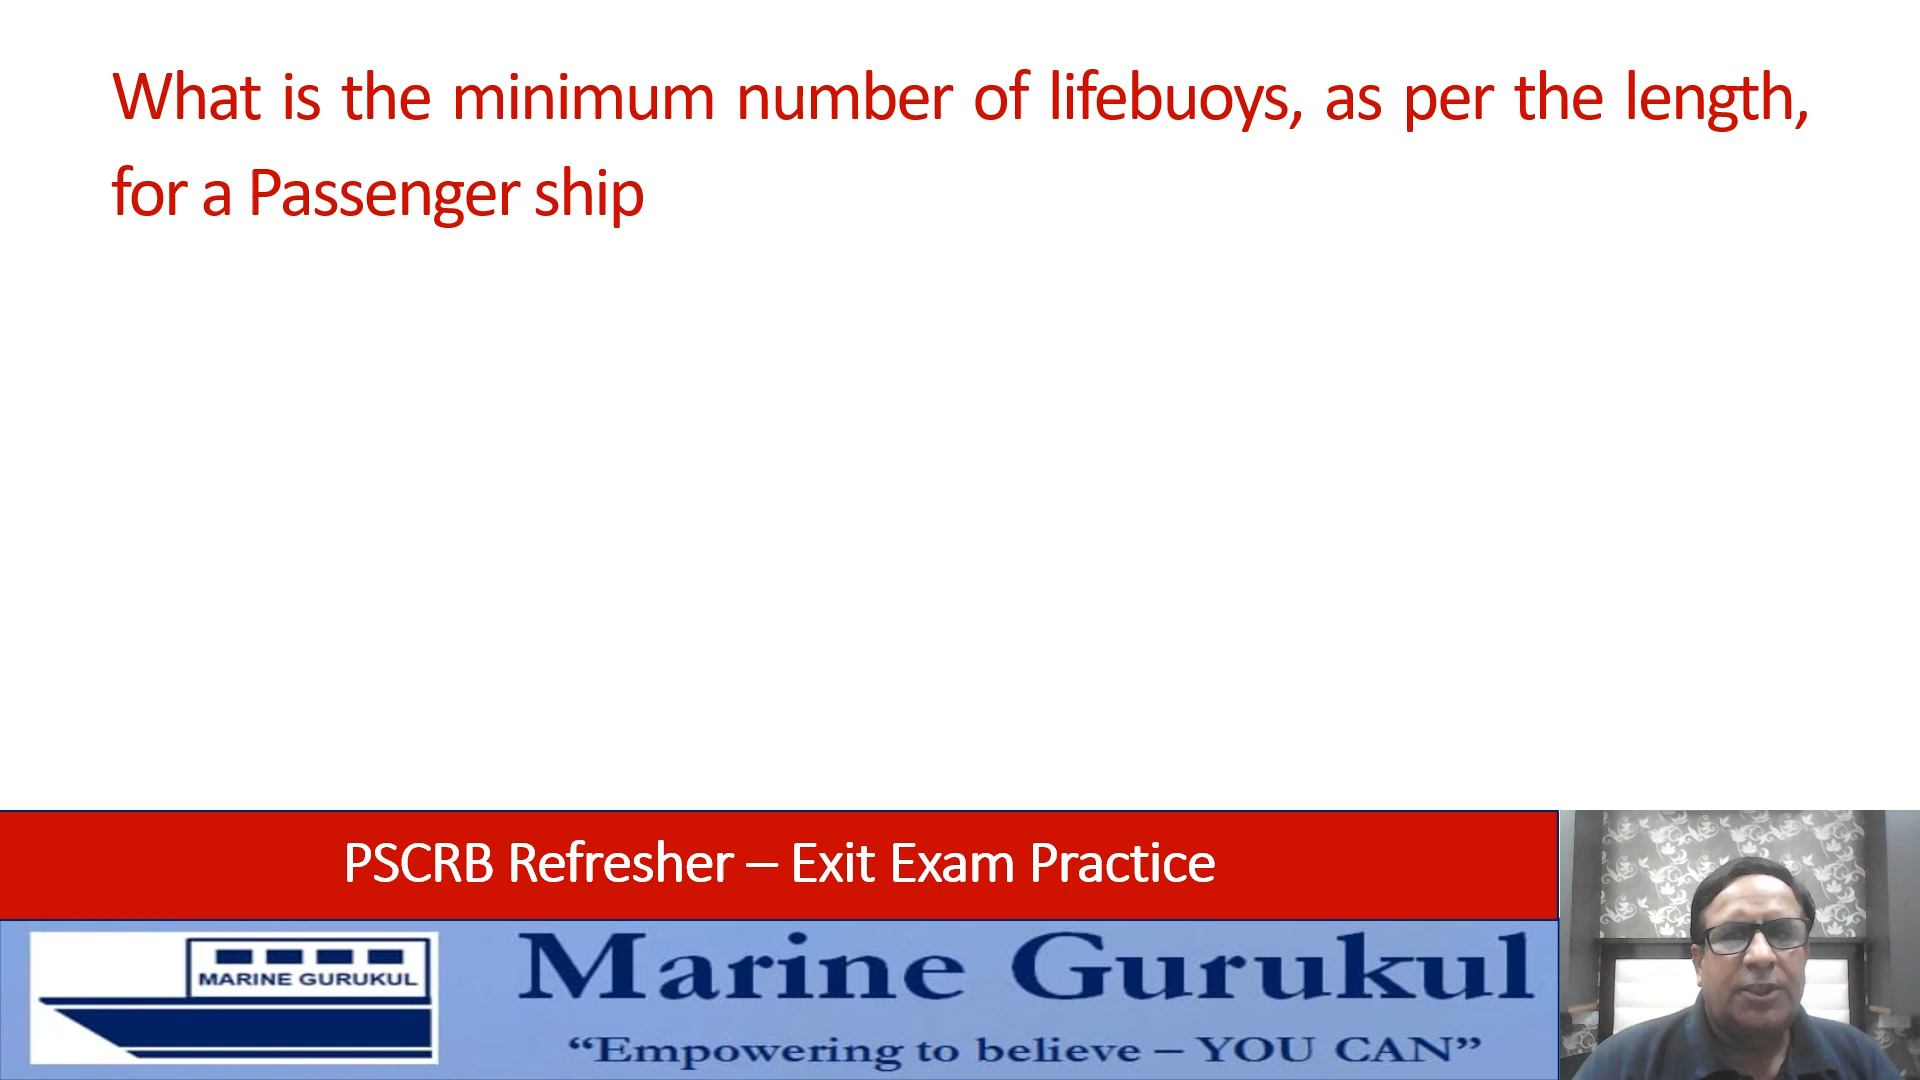 What is the minimum number of lifebuoys, as per the length,
for a Passenger ship
PSCRB Refresher – Exit Exam Practice
MARINE GURUKUL
Marine Gurukul
“Empowering to believe – YOU CAN”